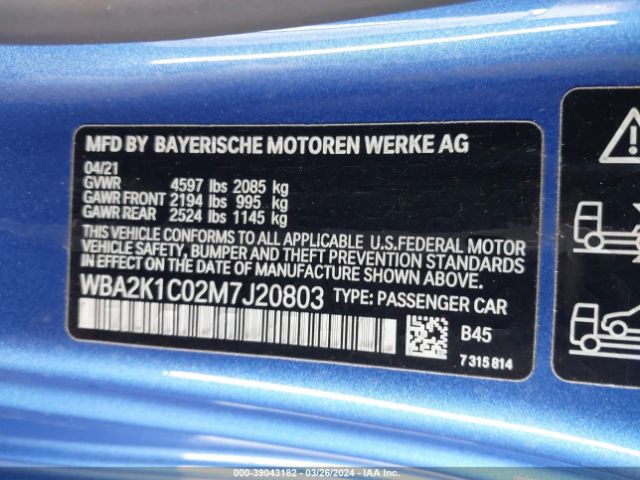 MFD BY BAYERISCHE MOTOREN WERKE AG
04/21
GVWR 4597 lbs 2085 kg
GAWR FRONT 2194 lbs 995 kg
GAWR REAR 2524 lbs 1145 kg
THIS VEHICLE CONFORMS TO ALL APPLICABLE U.S.FEDERAL MOTOR
VEHICLE SAFETY, BUMPER AND THEFT PREVENTION STANDARDS
IN EFFECT ON THE DATE OF MANUFACTURE SHOWN ABOVE.
WBA2K1C02M7J20803 TYPE: PASSENGER CAR
B45
7 315 814
000-39043182 - 03/26/2024 - IAA Inc.